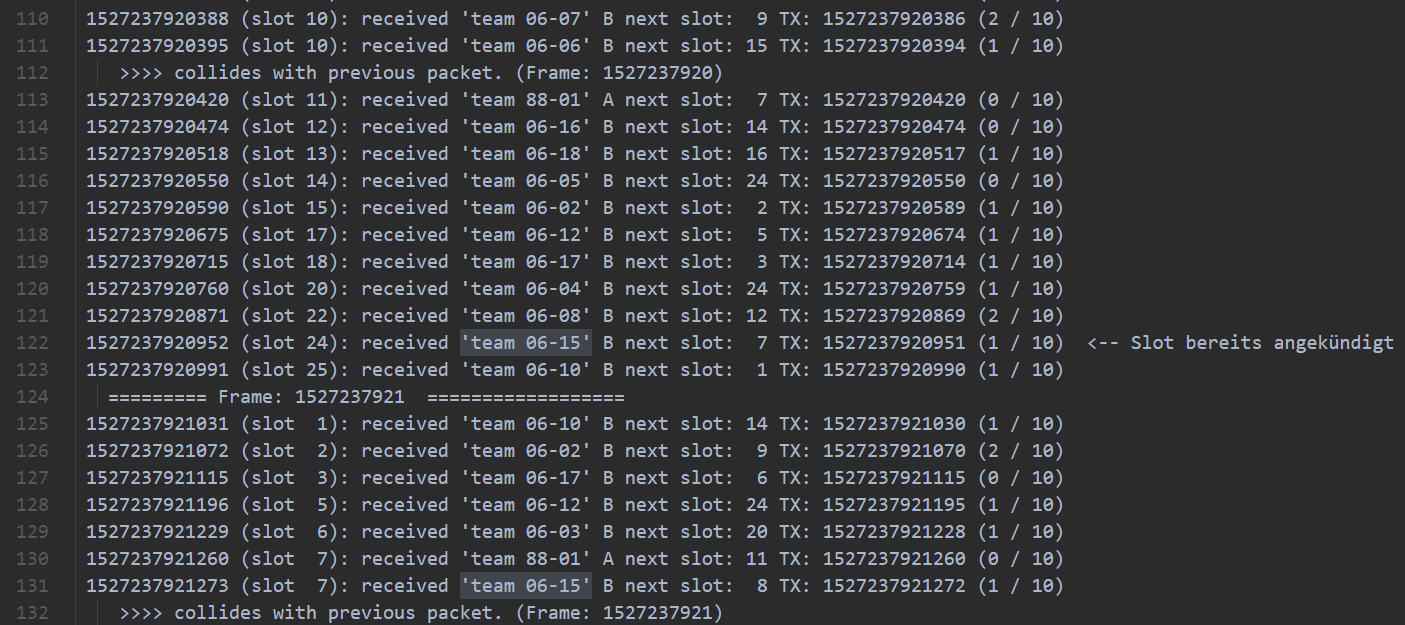 110 1527237920388 (slot 10): received 'team 06-07' B next slot:  9 TX: 1527237920386 (2 / 10)
111 1527237920395 (slot 10): received 'team 06-06' B next slot: 15 TX: 1527237920394 (1 / 10)
112    >>>> collides with previous packet. (Frame: 1527237920)
113 1527237920420 (slot 11): received 'team 88-01' A next slot:  7 TX: 1527237920420 (0 / 10)
114 1527237920474 (slot 12): received 'team 06-16' B next slot: 14 TX: 1527237920474 (0 / 10)
115 1527237920518 (slot 13): received 'team 06-18' B next slot: 16 TX: 1527237920517 (1 / 10)
116 1527237920550 (slot 14): received 'team 06-05' B next slot: 24 TX: 1527237920550 (0 / 10)
117 1527237920590 (slot 15): received 'team 06-02' B next slot:  2 TX: 1527237920589 (1 / 10)
118 1527237920675 (slot 17): received 'team 06-12' B next slot:  5 TX: 1527237920674 (1 / 10)
119 1527237920715 (slot 18): received 'team 06-17' B next slot:  3 TX: 1527237920714 (1 / 10)
120 1527237920760 (slot 20): received 'team 06-04' B next slot: 24 TX: 1527237920759 (1 / 10)
121 1527237920871 (slot 22): received 'team 06-08' B next slot: 12 TX: 1527237920869 (2 / 10)
122 1527237920952 (slot 24): received 'team 06-15' B next slot:  7 TX: 1527237920951 (1 / 10)  <-- Slot bereits angekündigt
123 1527237920991 (slot 25): received 'team 06-10' B next slot:  1 TX: 1527237920990 (1 / 10)
124   ========= Frame: 1527237921  ==================
125 1527237921031 (slot  1): received 'team 06-10' B next slot: 14 TX: 1527237921030 (1 / 10)
126 1527237921072 (slot  2): received 'team 06-02' B next slot:  9 TX: 1527237921070 (2 / 10)
127 1527237921115 (slot  3): received 'team 06-17' B next slot:  6 TX: 1527237921115 (0 / 10)
128 1527237921196 (slot  5): received 'team 06-12' B next slot: 24 TX: 1527237921195 (1 / 10)
129 1527237921229 (slot  6): received 'team 06-03' B next slot: 20 TX: 1527237921228 (1 / 10)
130 1527237921260 (slot  7): received 'team 88-01' A next slot: 11 TX: 1527237921260 (0 / 10)
131 1527237921273 (slot  7): received 'team 06-15' B next slot:  8 TX: 1527237921272 (1 / 10)
132    >>>> collides with previous packet. (Frame: 1527237921)